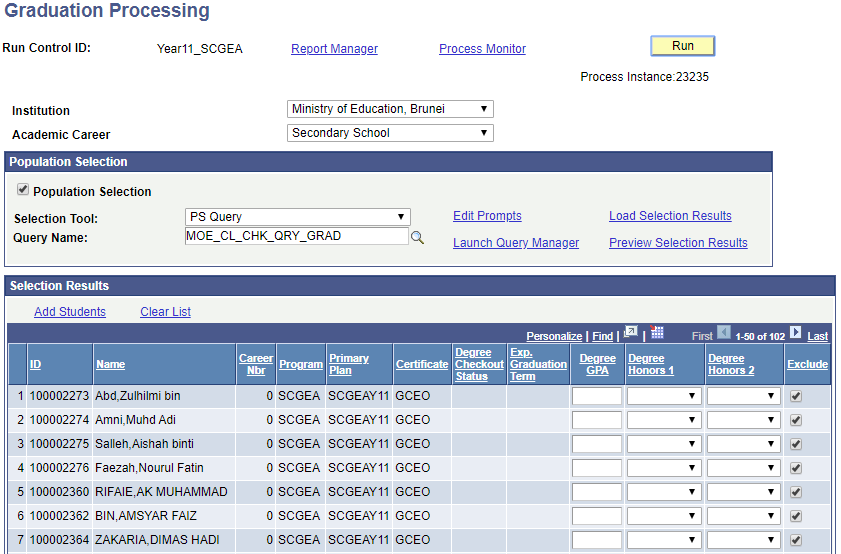 Graduation Processing
Run Control ID: Year11_SCGEA Report Manager Process Monitor Run
Process Instance:23235
Institution Ministry of Education, Brunei
Academic Career Secondary School
Population Selection
Population Selection
Selection Tool: PS Query Edit Prompts Load Selection Results
Query Name: MOE_CL_CHK_QRY_GRAD Launch Query Manager Preview Selection Results
Selection Results
Add Students Clear List
Personalize | Find | | First 1-50 of 102 Last
ID Name Career Nbr Program Primary Plan Certificate Degree Checkout Status Exp. Graduation Term Degree GPA Degree Honors 1 Degree Honors 2 Exclude
1 100002273 Abd,Zulhilmi bin 0 SCGEA SCGEAY11 GCEO
2 100002274 Amni,Muhd Adi 0 SCGEA SCGEAY11 GCEO
3 100002275 Salleh,Aishah binti 0 SCGEA SCGEAY11 GCEO
4 100002276 Faezah,Nourul Fatin 0 SCGEA SCGEAY11 GCEO
5 100002360 RIFAIE,AK MUHAMMAD 0 SCGEA SCGEAY11 GCEO
6 100002362 BIN,AMSYAR FAIZ 0 SCGEA SCGEAY11 GCEO
7 100002364 ZAKARIA,DIMAS HADI 0 SCGEA SCGEAY11 GCEO